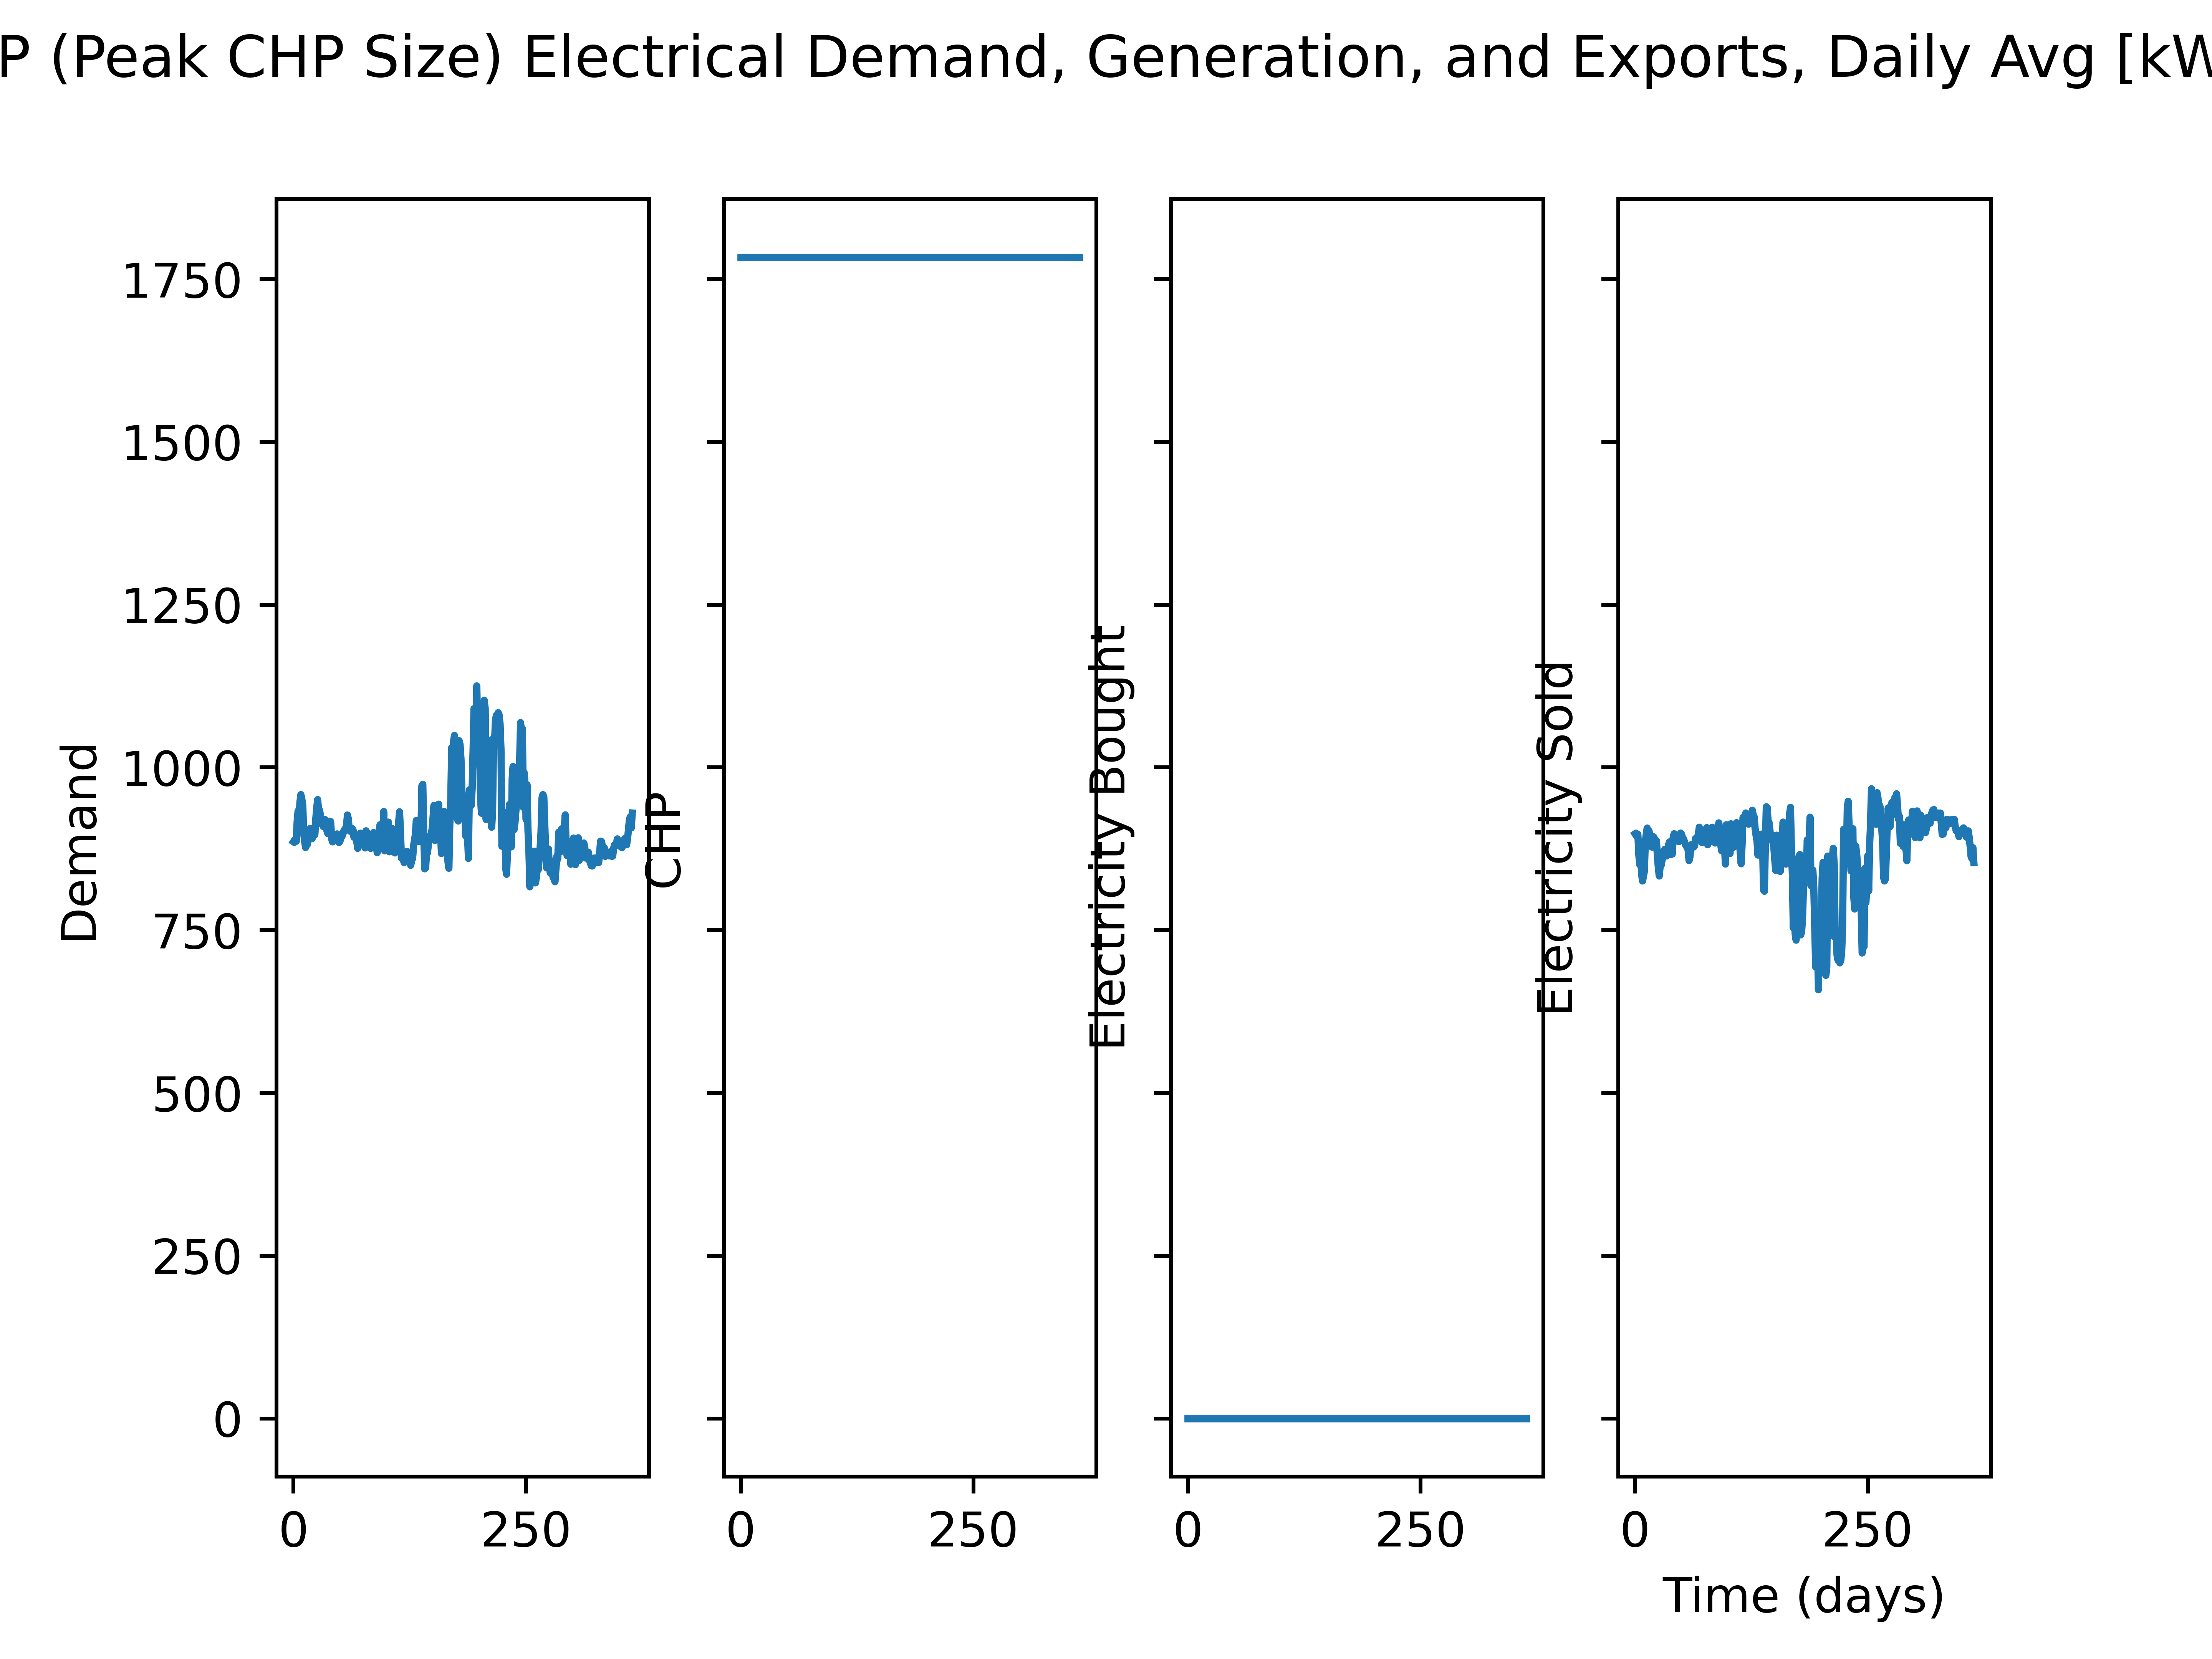 P (Peak CHP Size) Electrical Demand, Generation, and Exports, Daily Avg [kW
Demand
1750
1500
1250
1000
750
500
250
0
CHP
Electricity Bought
Electricity Sold
0 250 0 250 0 250 0 250
Time (days)